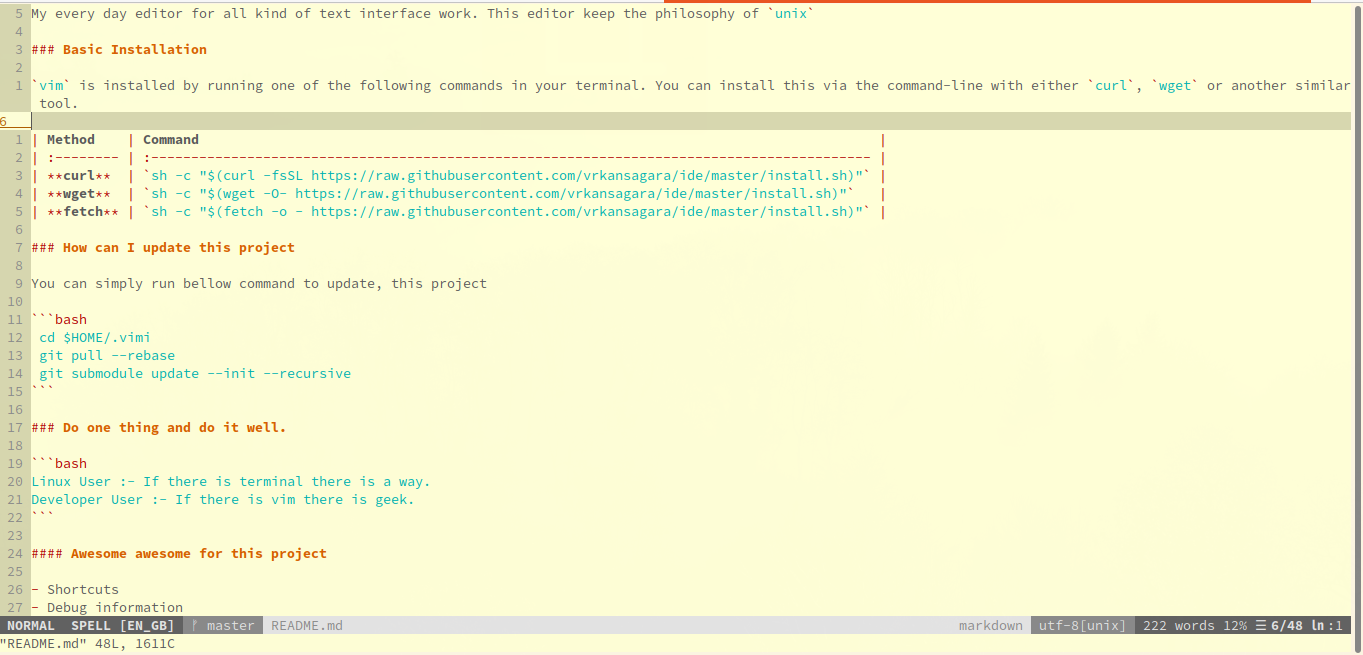 5 My every day editor for all kind of text interface work. This editor keep the philosophy of `unix`
4
3 ### Basic Installation
2
1 `vim` is installed by running one of the following commands in your terminal. You can install this via the command-line with either `curl`, `wget` or another similar
tool.
6
1 | Method    | Command                                                                                    |
2 | :-------- | :------------------------------------------------------------------------------------------ |
3 | **curl**  | `sh -c "$(curl -fsSL https://raw.githubusercontent.com/vrkansagara/ide/master/install.sh)"` |
4 | **wget**  | `sh -c "$(wget -O- https://raw.githubusercontent.com/vrkansagara/ide/master/install.sh)"`   |
5 | **fetch** | `sh -c "$(fetch -o - https://raw.githubusercontent.com/vrkansagara/ide/master/install.sh)"` |
6
7 ### How can I update this project
8
9 You can simply run bellow command to update, this project
10
11 ```bash
12  cd $HOME/.vimi
13  git pull --rebase
14  git submodule update --init --recursive
15 ```
16
17 ### Do one thing and do it well.
18
19 ```bash
20 Linux User :- If there is terminal there is a way.
21 Developer User :- If there is vim there is geek.
22 ```
23
24 #### Awesome awesome for this project
25
26 - Shortcuts
27 - Debug information
NORMAL SPELL [EN_GB] master README.md markdown utf-8[unix] 222 words 12% ☰ 6/48 ln :1
"README.md" 48L, 1611C